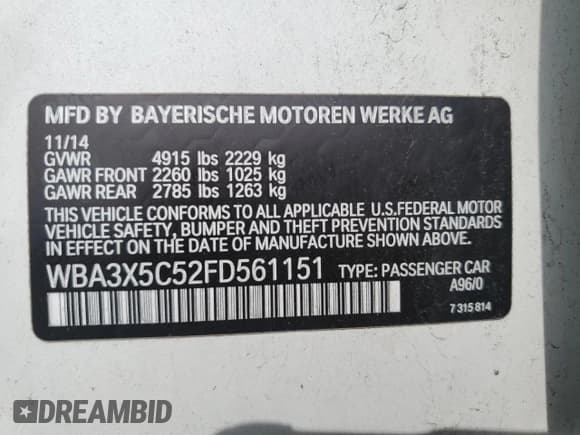 MFD BY BAYERISCHE MOTOREN WERKE AG
11/14
GVWR 4915 lbs 2229 kg
GAWR FRONT 2260 lbs 1025 kg
GAWR REAR 2785 lbs 1263 kg
THIS VEHICLE CONFORMS TO ALL APPLICABLE U.S.FEDERAL MOTOR
VEHICLE SAFETY, BUMPER AND THEFT PREVENTION STANDARDS
IN EFFECT ON THE DATE OF MANUFACTURE SHOWN ABOVE.
WBA3X5C52FD561151 TYPE: PASSENGER CAR
A96/0
7 315 814
DREAMBID